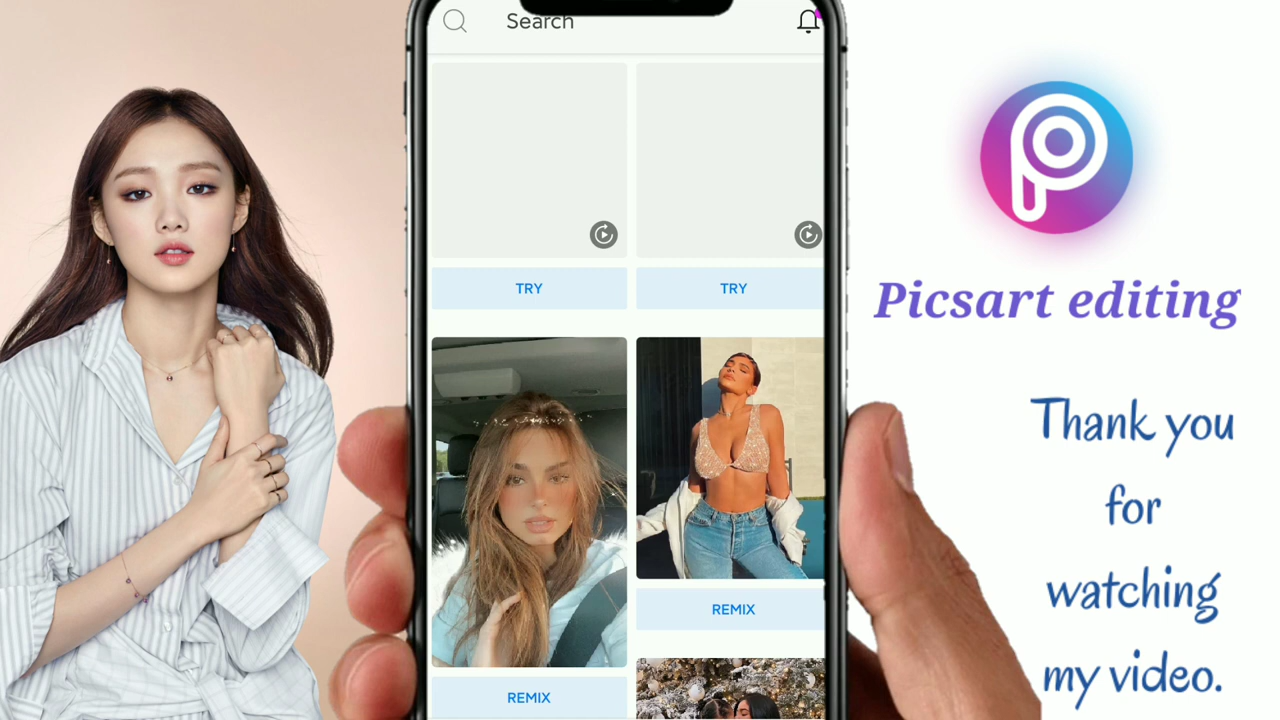 Search
TRY
TRY
REMIX
REMIX
Picsart editing
Thank you
for
watching
my video.